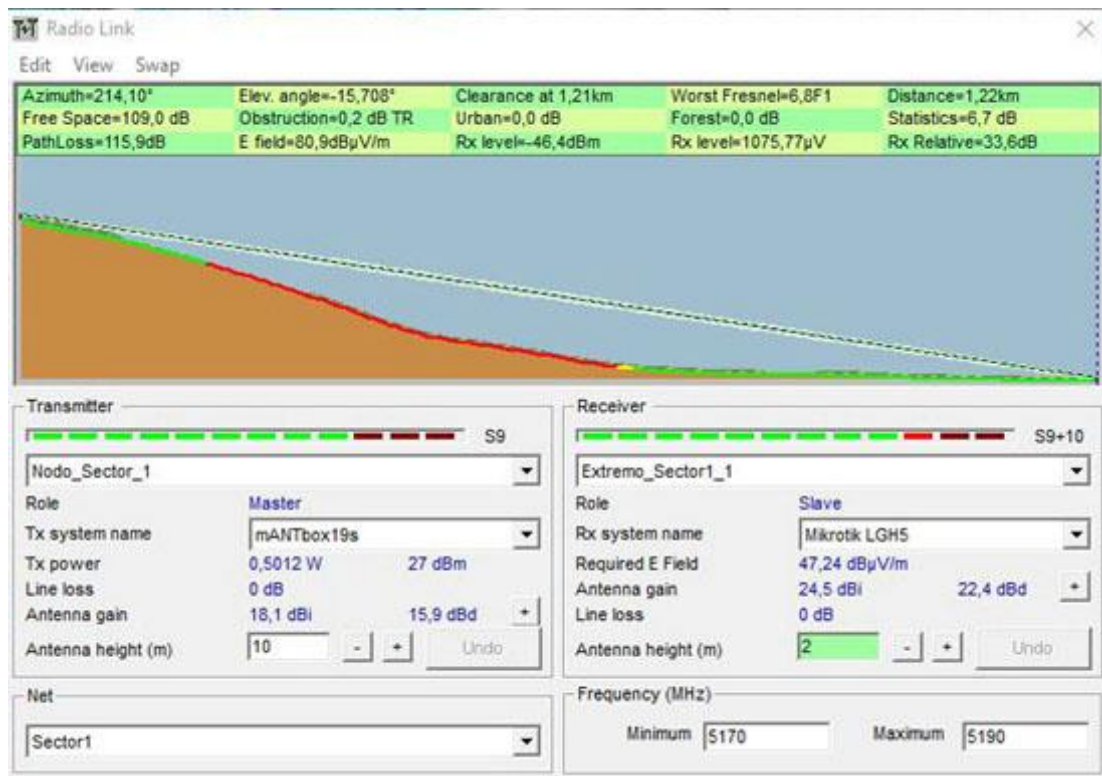 Radio Link
Edit View Swap
Azimuth=214,10° Elev. angle=-15,708° Clearance at 1,21km Worst Fresnel=6,8F1 Distance=1,22km
Free Space=109,0 dB Obstruction=0,2 dB TR Urban=0,0 dB Forest=0,0 dB Statistics=6,7 dB
PathLoss=115,9dB E field=80,9dBµV/m Rx level=-46,4dBm Rx level=1075,77µV Rx Relative=33,6dB
Transmitter
S9
Nodo_Sector_1
Role Master
Tx system name mANTbox19s
Tx power 0,5012 W 27 dBm
Line loss 0 dB
Antenna gain 18,1 dBi 15,9 dBd +
Antenna height (m) 10 - + Undo
Receiver
S9+10
Extremo_Sector1_1
Role Slave
Rx system name Mikrotik LGH5
Required E Field 47,24 dBµV/m
Antenna gain 24,5 dBi 22,4 dBd +
Line loss 0 dB
Antenna height (m) 2 - + Undo
Net
Sector1
Frequency (MHz)
Minimum 5170 Maximum 5190